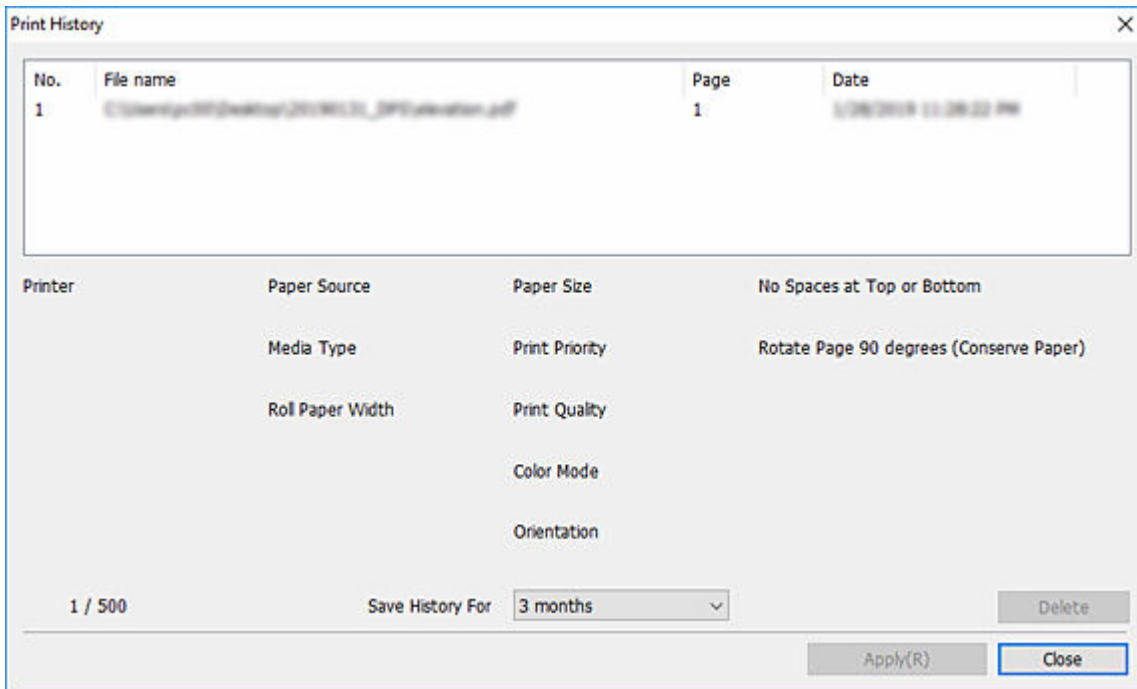 Print History
No. File name Page Date
1 1
Printer Paper Source Paper Size No Spaces at Top or Bottom
Media Type Print Priority Rotate Page 90 degrees (Conserve Paper)
Roll Paper Width Print Quality
Color Mode
Orientation
1 / 500 Save History For 3 months Delete
Apply(R) Close